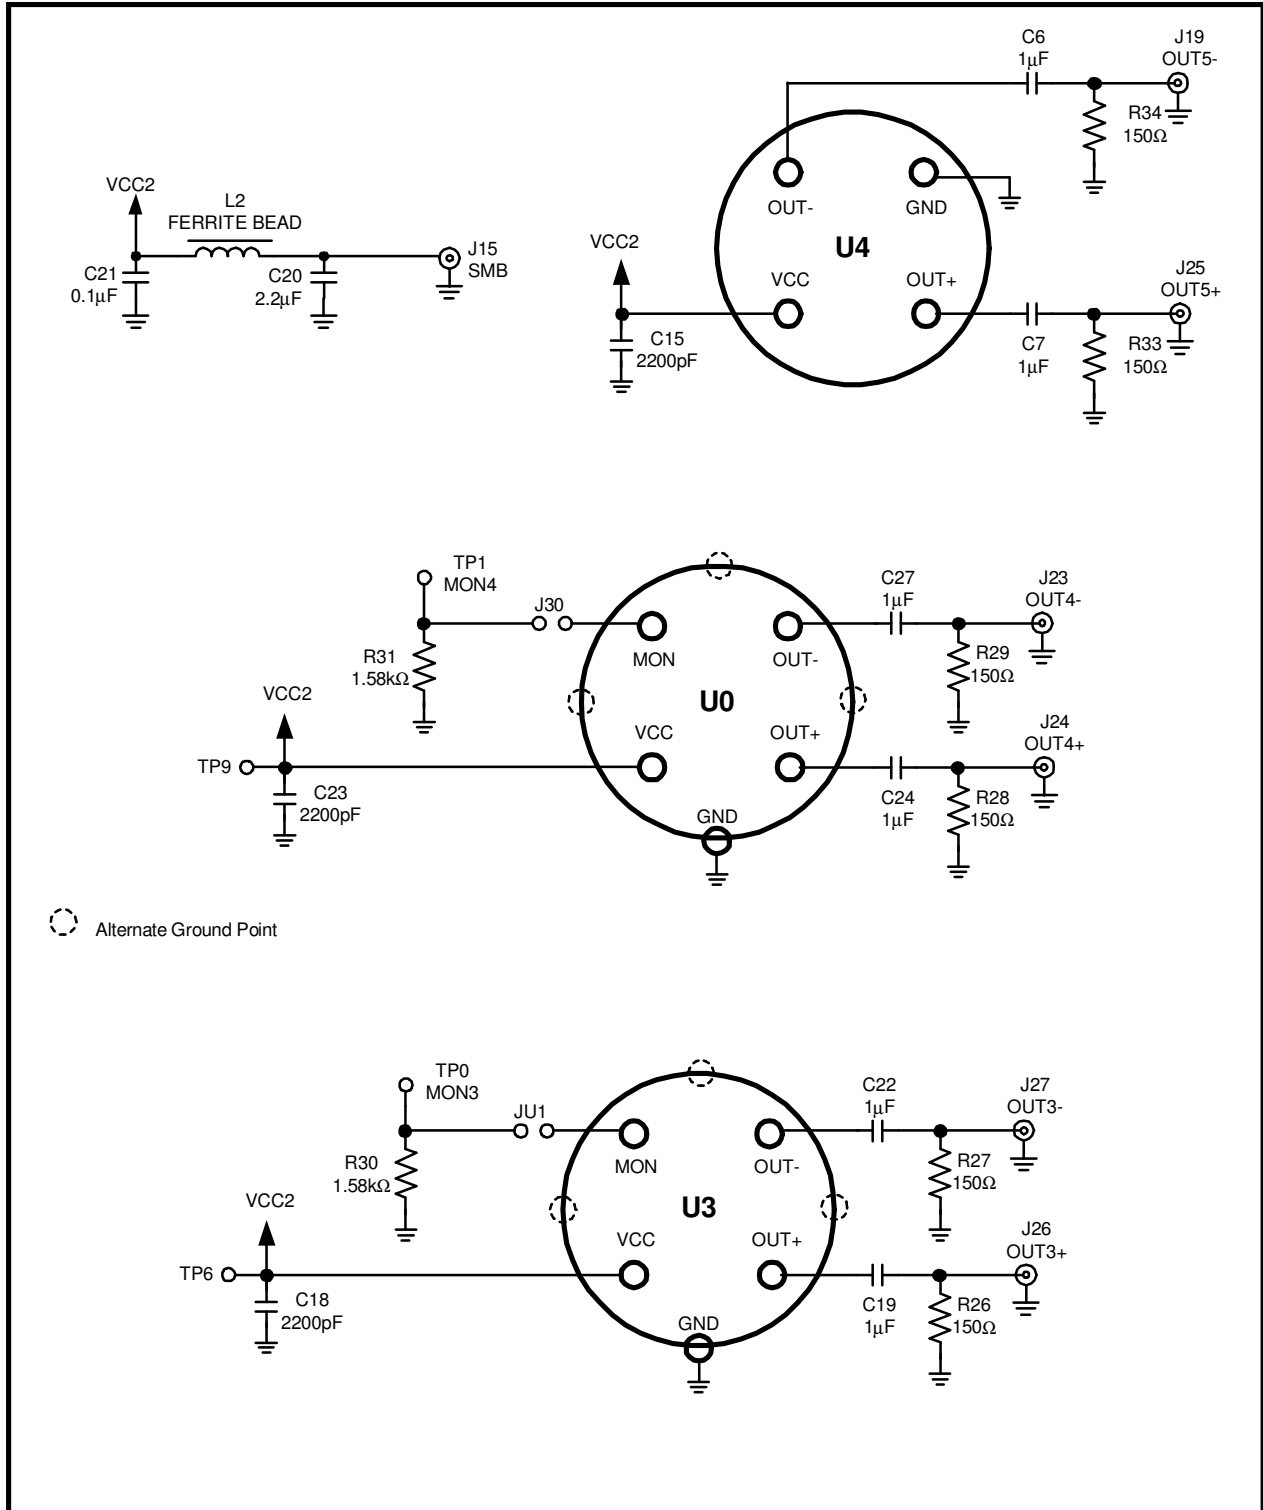 C6
1µF
J19
OUT5-
R34
150Ω
VCC2
L2
FERRITE BEAD
C21
0.1µF
C20
2.2µF
J15
SMB
OUT-
GND
U4
VCC2
VCC
OUT+
C15
2200pF
J25
OUT5+
C7
1µF
R33
150Ω
TP1
MON4
J30
R31
1.58kΩ
MON
OUT-
U0
C27
1µF
J23
OUT4-
R29
150Ω
VCC2
TP9
C23
2200pF
VCC
OUT+
GND
C24
1µF
J24
OUT4+
R28
150Ω
Alternate Ground Point
TP0
MON3
JU1
R30
1.58kΩ
MON
OUT-
U3
C22
1µF
J27
OUT3-
R27
150Ω
VCC2
TP6
C18
2200pF
VCC
OUT+
GND
C19
1µF
J26
OUT3+
R26
150Ω